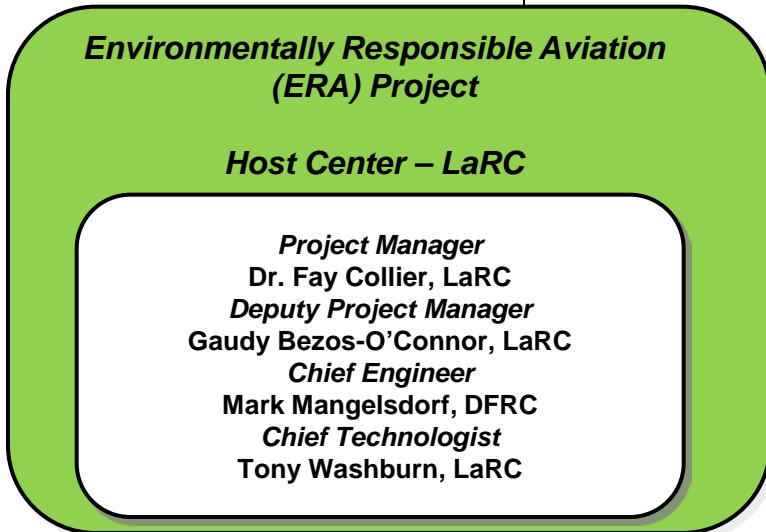 Environmentally Responsible Aviation
(ERA) Project
Host Center – LaRC
Project Manager
Dr. Fay Collier, LaRC
Deputy Project Manager
Gaudy Bezos-O’Connor, LaRC
Chief Engineer
Mark Mangelsdorf, DFRC
Chief Technologist
Tony Washburn, LaRC